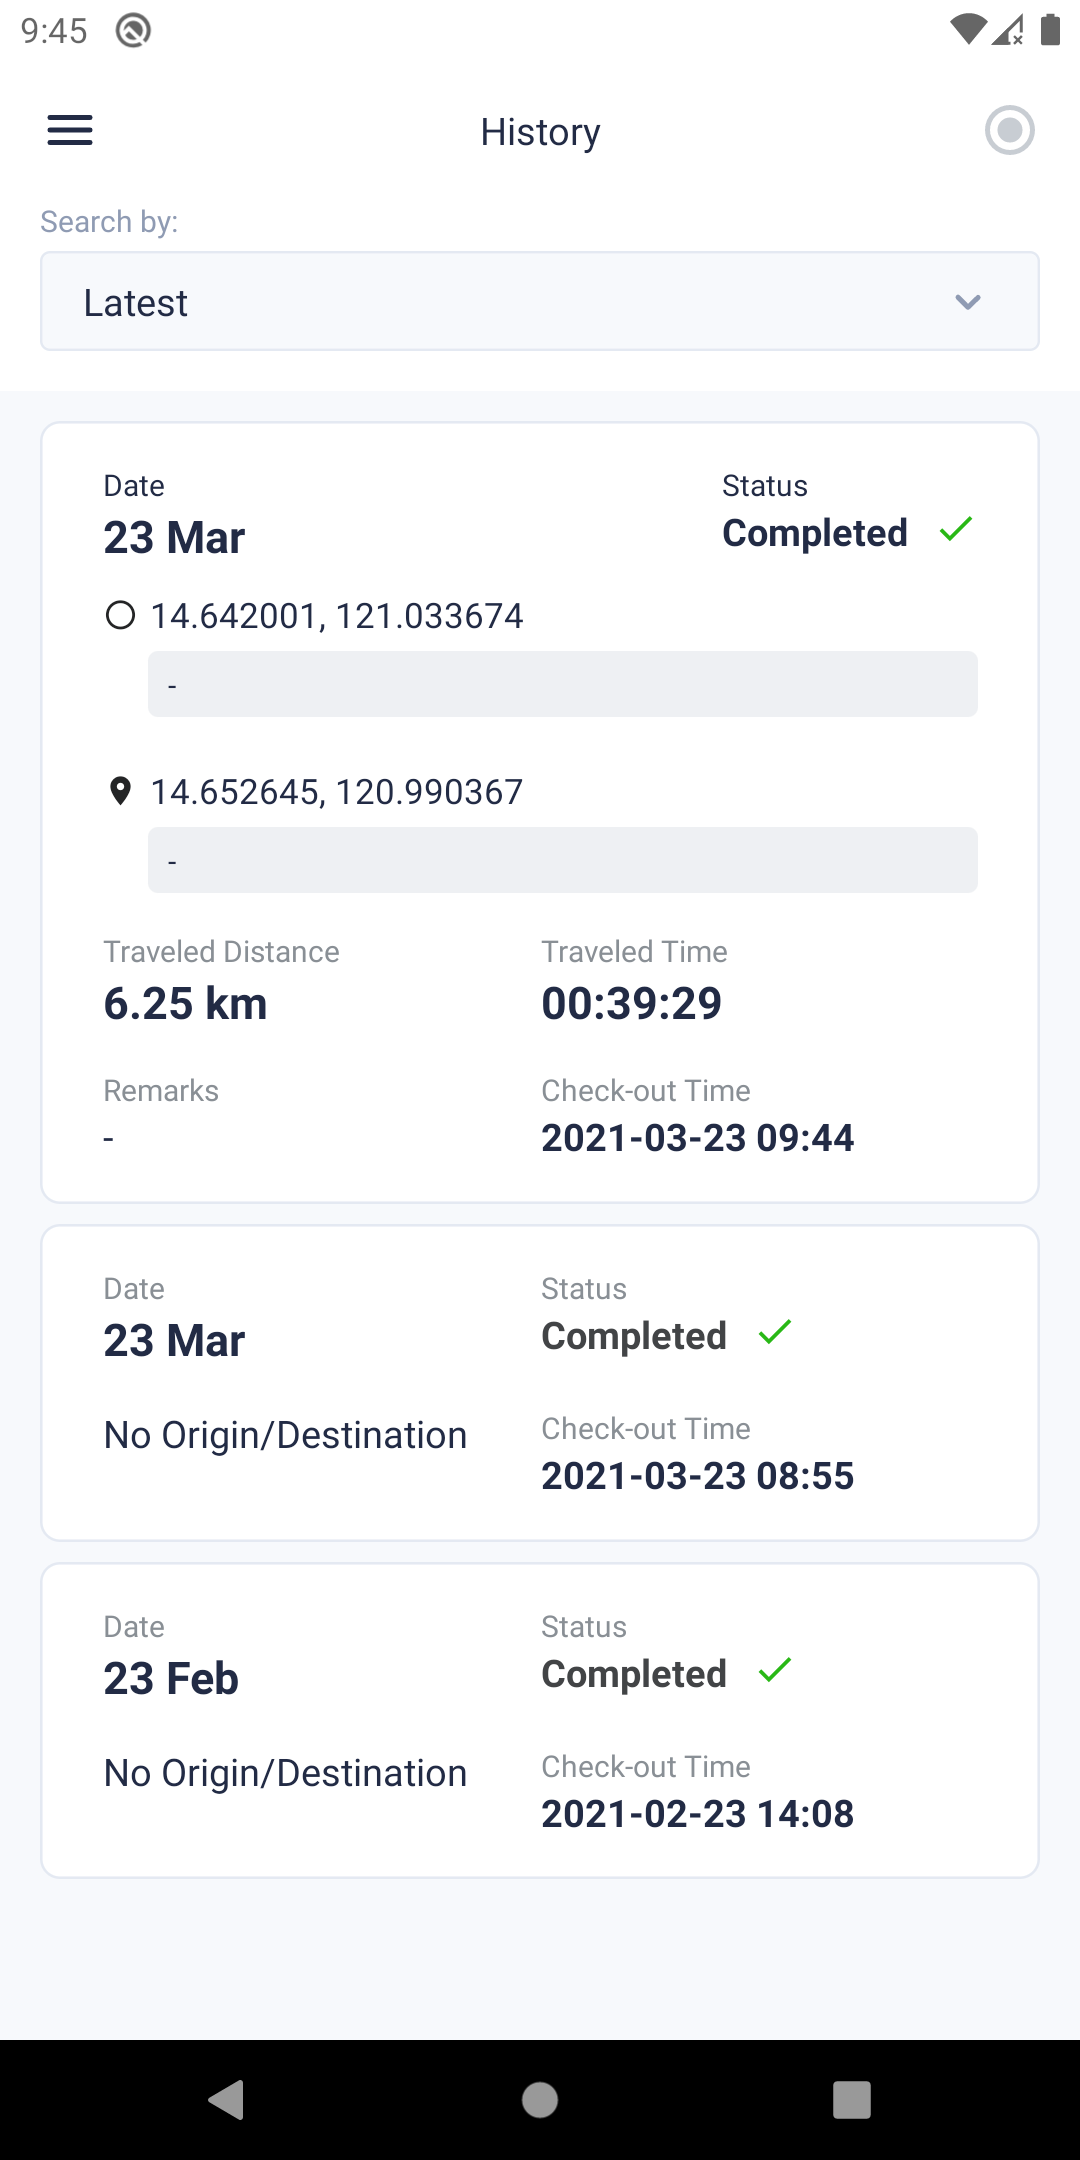 9:45
History
Search by:
Latest
Date Status
23 Mar Completed
14.642001, 121.033674
-
14.652645, 120.990367
-
Traveled Distance Traveled Time
6.25 km 00:39:29
Remarks Check-out Time
- 2021-03-23 09:44
Date Status
23 Mar Completed
No Origin/Destination Check-out Time
2021-03-23 08:55
Date Status
23 Feb Completed
No Origin/Destination Check-out Time
2021-02-23 14:08